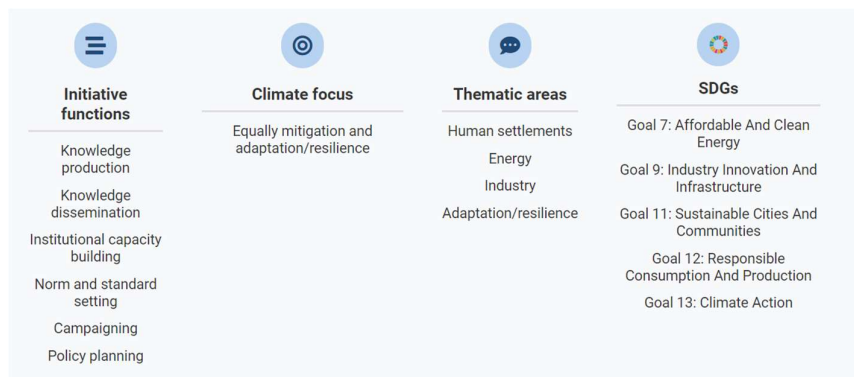 Initiative
functions
Knowledge
production
Knowledge
dissemination
Institutional capacity
building
Norm and standard
setting
Campaigning
Policy planning
Climate focus
Equally mitigation and
adaptation/resilience
Thematic areas
Human settlements
Energy
Industry
Adaptation/resilience
SDGs
Goal 7: Affordable And Clean
Energy
Goal 9: Industry Innovation And
Infrastructure
Goal 11: Sustainable Cities And
Communities
Goal 12: Responsible
Consumption And Production
Goal 13: Climate Action